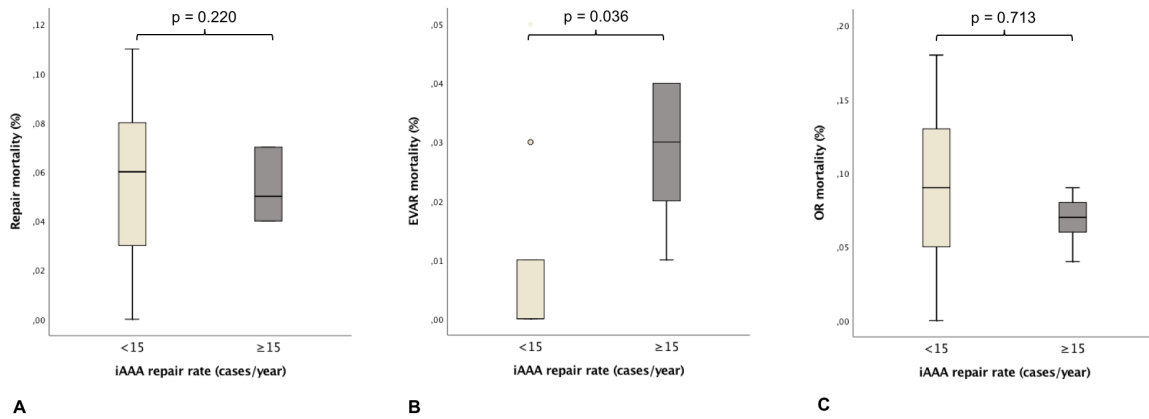 p = 0.220
,12
,10
,08
,06
,04
,02
,00
Repair mortality (%)
<15
≥15
iAAA repair rate (cases/year)
A
p = 0.036
,05
,04
,03
,02
,01
,00
EVAR mortality (%)
<15
≥15
iAAA repair rate (cases/year)
B
p = 0.713
,20
,15
,10
,05
,00
OR mortality (%)
<15
≥15
iAAA repair rate (cases/year)
C